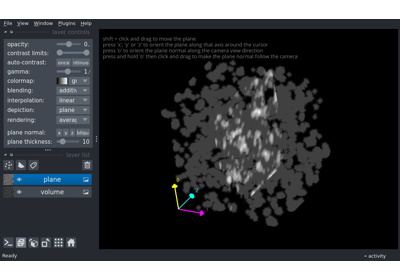 File View Plugins Window Help
layer controls
opacity: 0.
contrast limits:
auto-contrast: once
gamma: 1.
colormap:
blending: additi
interpolation: linear
depiction: plane
rendering: averag
plane normal: x y z
plane thickness: 10
layer list
plane
volume
Ready
activity
shift + click and drag to move the plane
press 'x', 'y' or 'z' to orient the plane along that axis around the cursor
press 'o' to orient the plane normal along the camera view direction
press and hold 'o' then click and drag to make the plane normal follow the camera